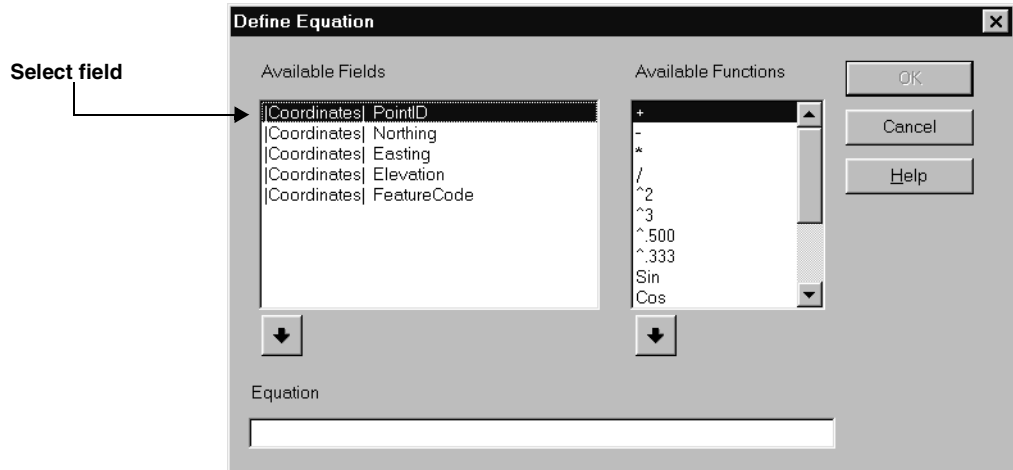 Define Equation
Select field
Available Fields
|Coordinates| PointID
|Coordinates| Northing
|Coordinates| Easting
|Coordinates| Elevation
|Coordinates| FeatureCode
Available Functions
+
-
*
/
^2
^3
^.500
^.333
Sin
Cos
OK
Cancel
Help
Equation